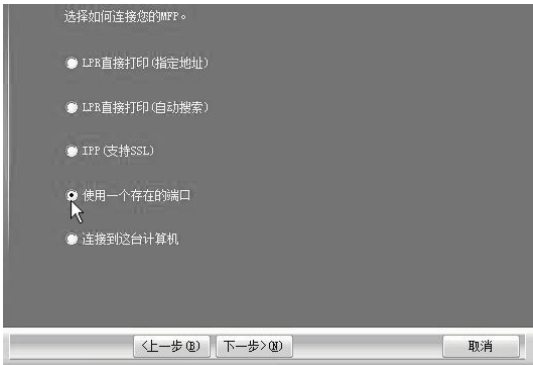 选择如何连接您的MFP。
LPR直接打印(指定地址)
LPR直接打印(自动搜索)
IPP(支持SSL)
使用一个存在的端口
连接到这台计算机
<上一步(B) 下一步>(N) 取消